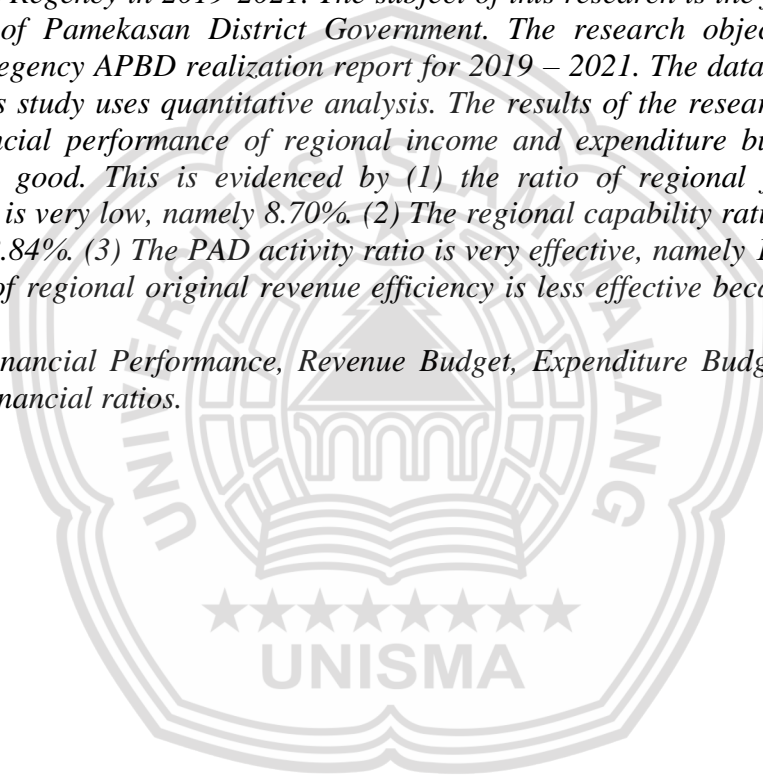 Regency in 2019-2021. The subject of this research is the
of Pamekasan District Government. The research objec
egency APBD realization report for 2019 – 2021. The data
s study uses quantitative analysis. The results of the resear
ncial performance of regional income and expenditure bu
good. This is evidenced by (1) the ratio of regional
is very low, namely 8.70%. (2) The regional capability rati
.84%. (3) The PAD activity ratio is very effective, namely
of regional original revenue efficiency is less effective beca
nancial Performance, Revenue Budget, Expenditure Budg
nancial ratios.
UNIVERSITAS ISLAM MALANG
UNISMA